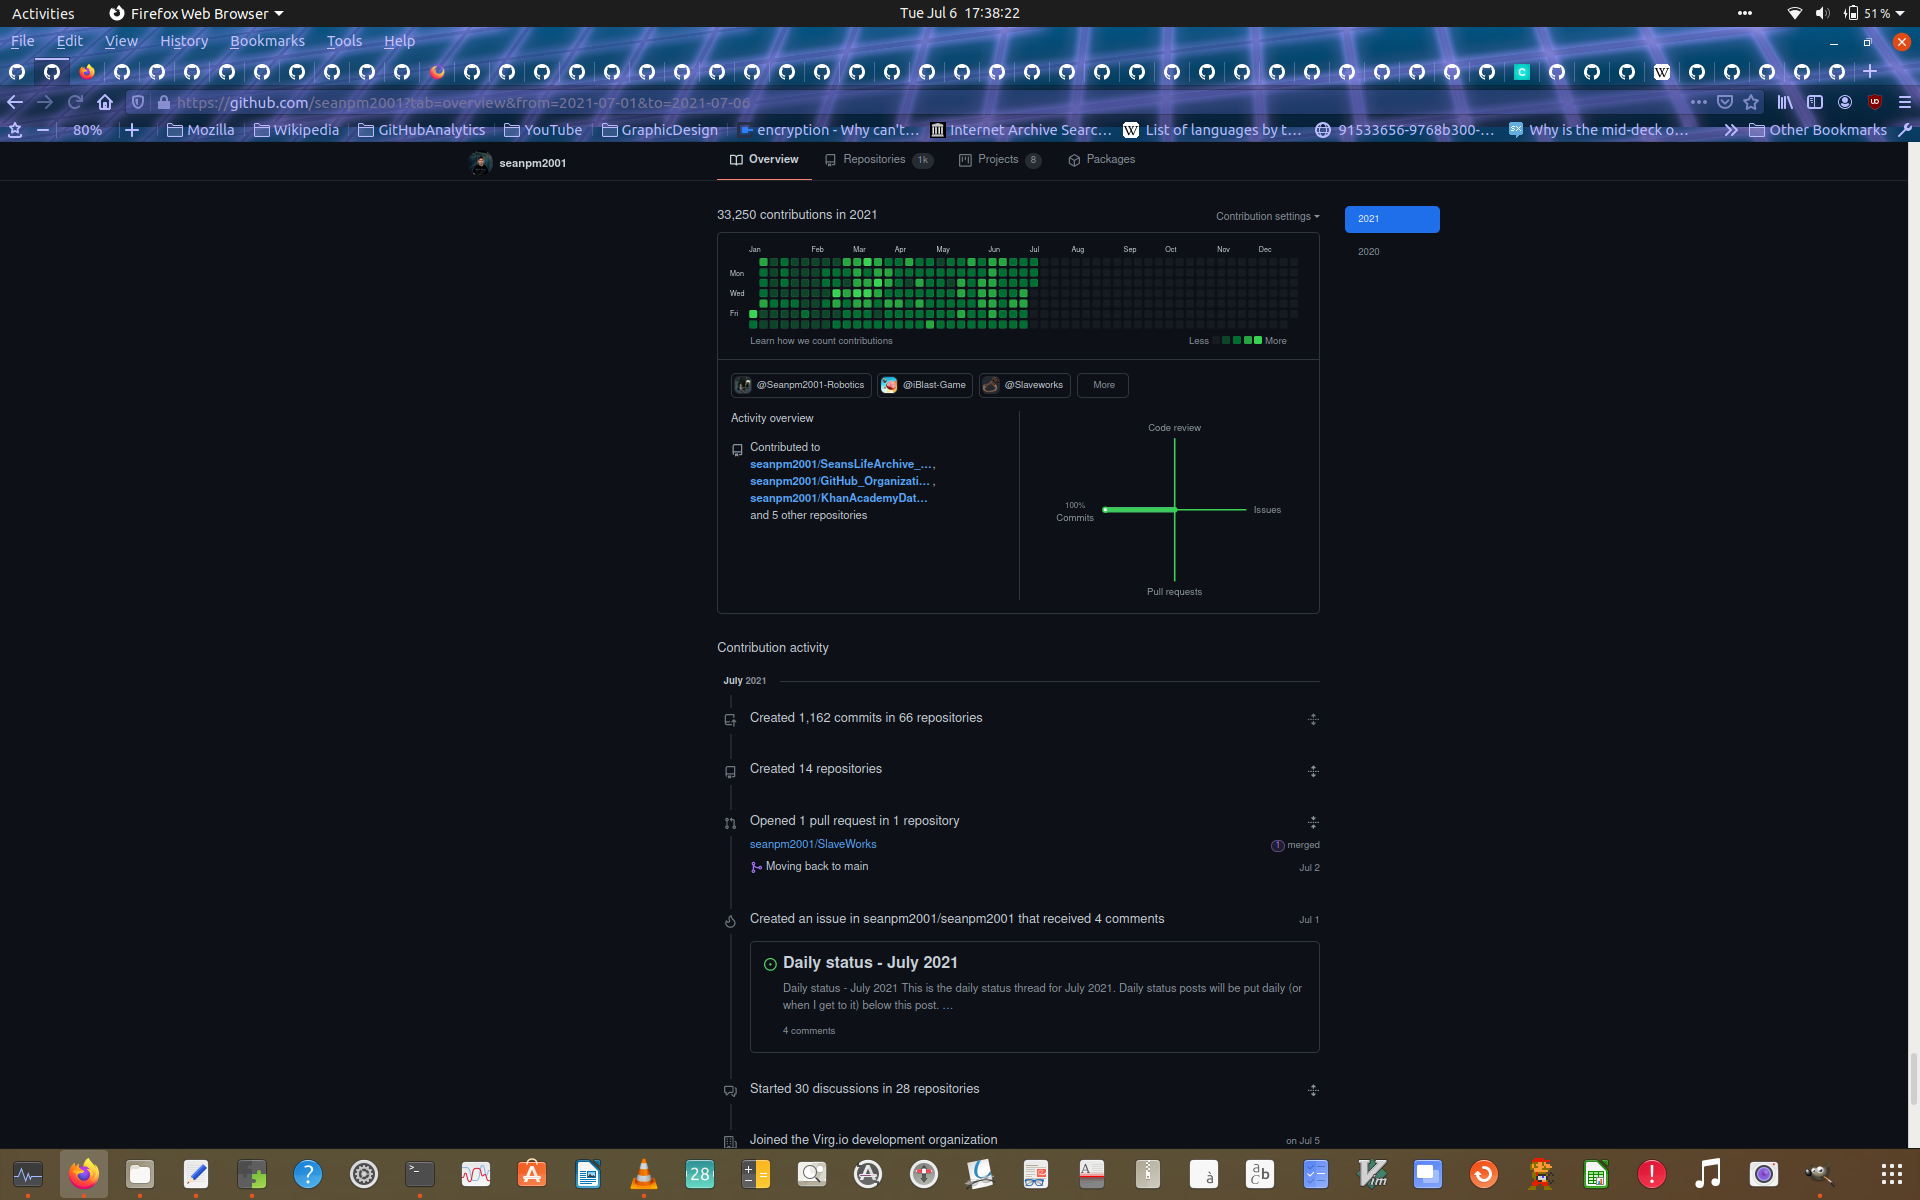 Activities
Firefox Web Browser
Tue Jul 6 17:38:22
51 %
File Edit View History Bookmarks Tools Help
https://github.com/seanpm2001?tab=overview&from=2021-07-01&to=2021-07-06
80%
Mozilla
Wikipedia
GitHubAnalytics
YouTube
GraphicDesign
encryption - Why can't…
Internet Archive Searc…
List of languages by t…
91533656-9768b300-…
Why is the mid-deck o…
Other Bookmarks
seanpm2001
Overview
Repositories 1k
Projects 8
Packages
33,250 contributions in 2021
Contribution settings
2021
2020
Jan Feb Mar Apr May Jun Jul Aug Sep Oct Nov Dec
Mon
Wed
Fri
Learn how we count contributions
Less
More
@Seanpm2001-Robotics
@iBlast-Game
@Slaveworks
More
Activity overview
Contributed to
seanpm2001/SeansLifeArchive_… ,
seanpm2001/GitHub_Organizati… ,
seanpm2001/KhanAcademyDat…
and 5 other repositories
Code review
100%
Commits
Issues
Pull requests
Contribution activity
July 2021
Created 1,162 commits in 66 repositories
Created 14 repositories
Opened 1 pull request in 1 repository
seanpm2001/SlaveWorks
1 merged
Moving back to main
Jul 2
Created an issue in seanpm2001/seanpm2001 that received 4 comments
Jul 1
Daily status - July 2021
Daily status - July 2021 This is the daily status thread for July 2021. Daily status posts will be put daily (or
when I get to it) below this post. …
4 comments
Started 30 discussions in 28 repositories
Joined the Virg.io development organization
on Jul 5
28